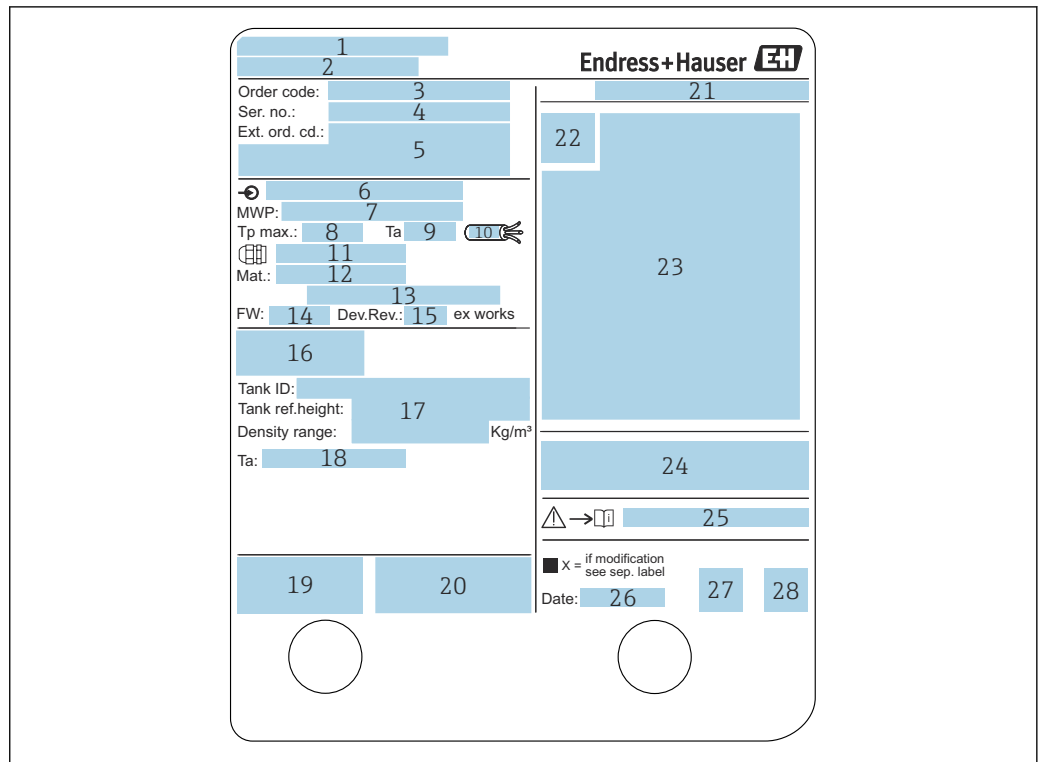 1
2
Endress+Hauser EH
Order code: 3
Ser. no.: 4
Ext. ord. cd.:
5
6
MWP: 7
Tp max.: 8 Ta 9 10
11
Mat.: 12
13
FW: 14 Dev.Rev.: 15 ex works
16
Tank ID:
Tank ref.height: 17
Density range: Kg/m³
Ta: 18
19 20
21
22
23
24
i 25
X = if modification
see sep. label
Date: 26 27 28